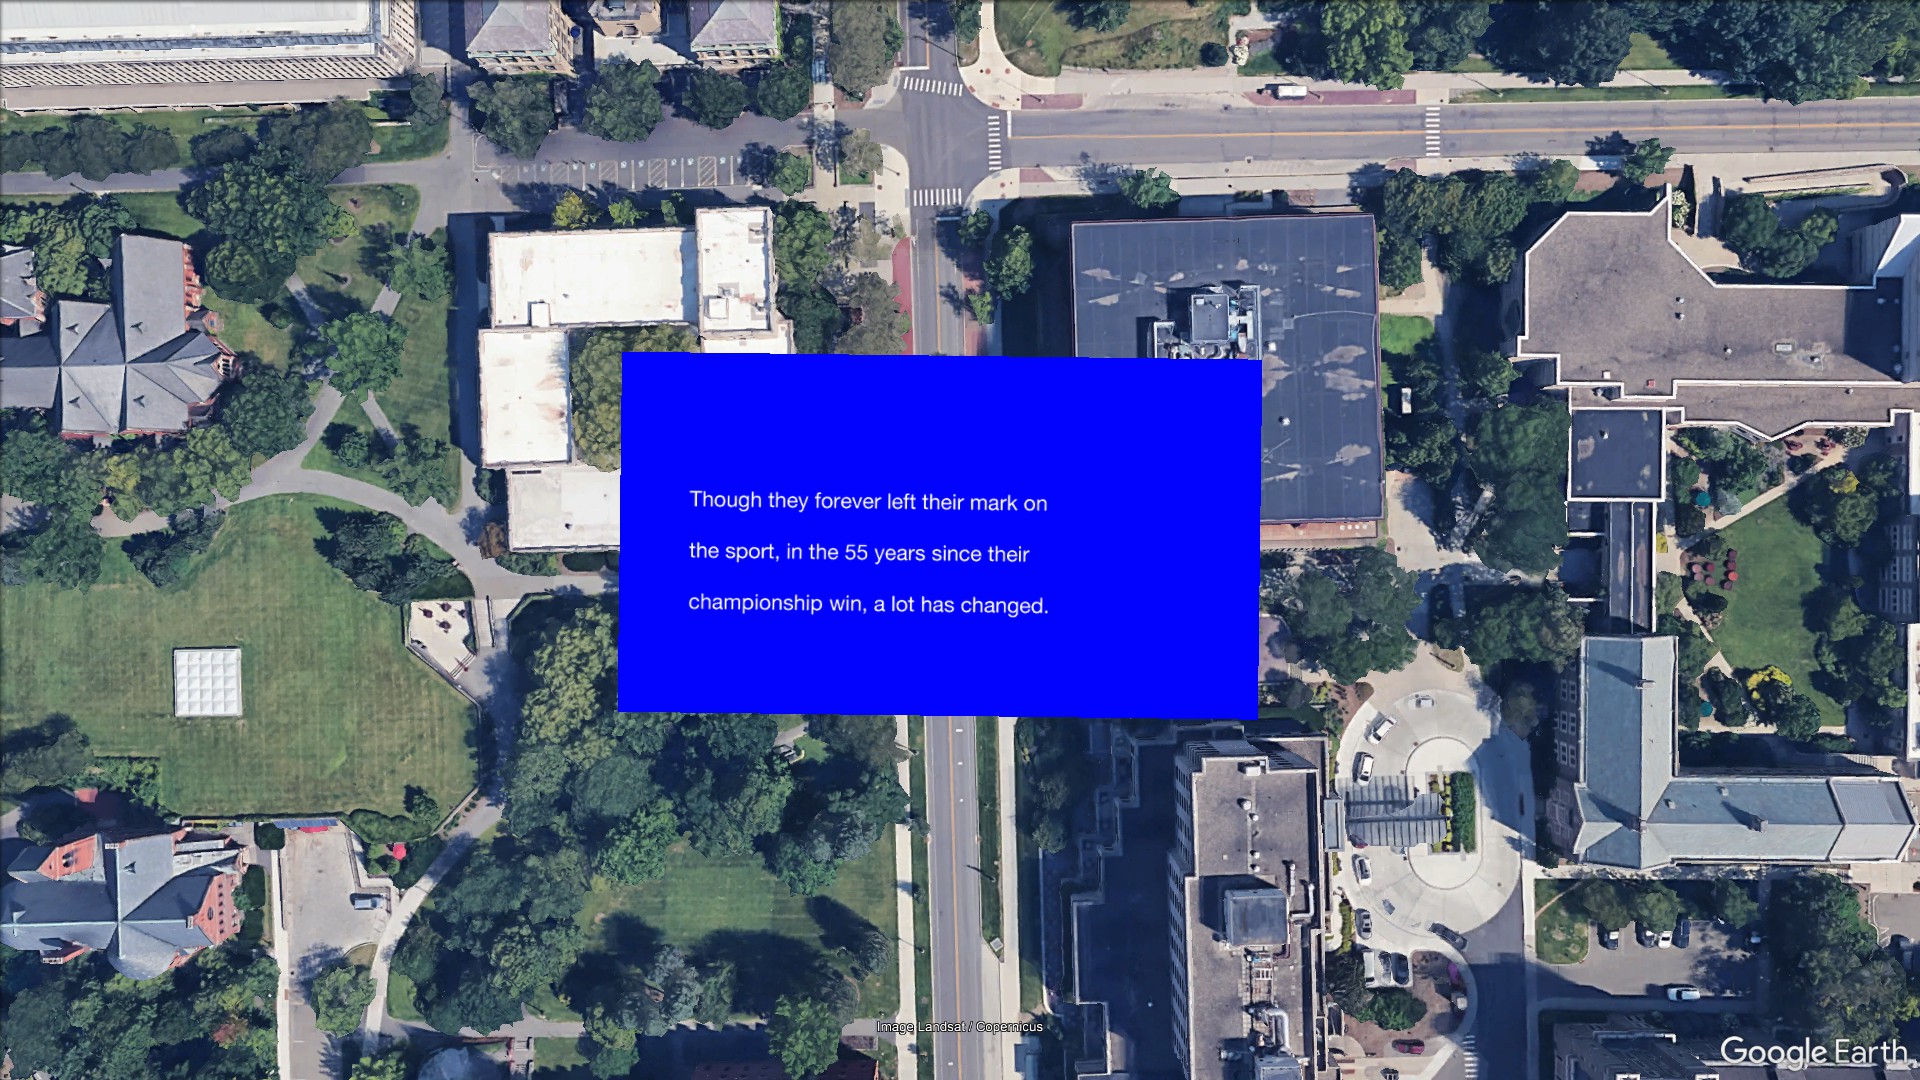 Though they forever left their mark on
the sport, in the 55 years since their
championship win, a lot has changed.
Image Landsat / Copernicus
Google Earth